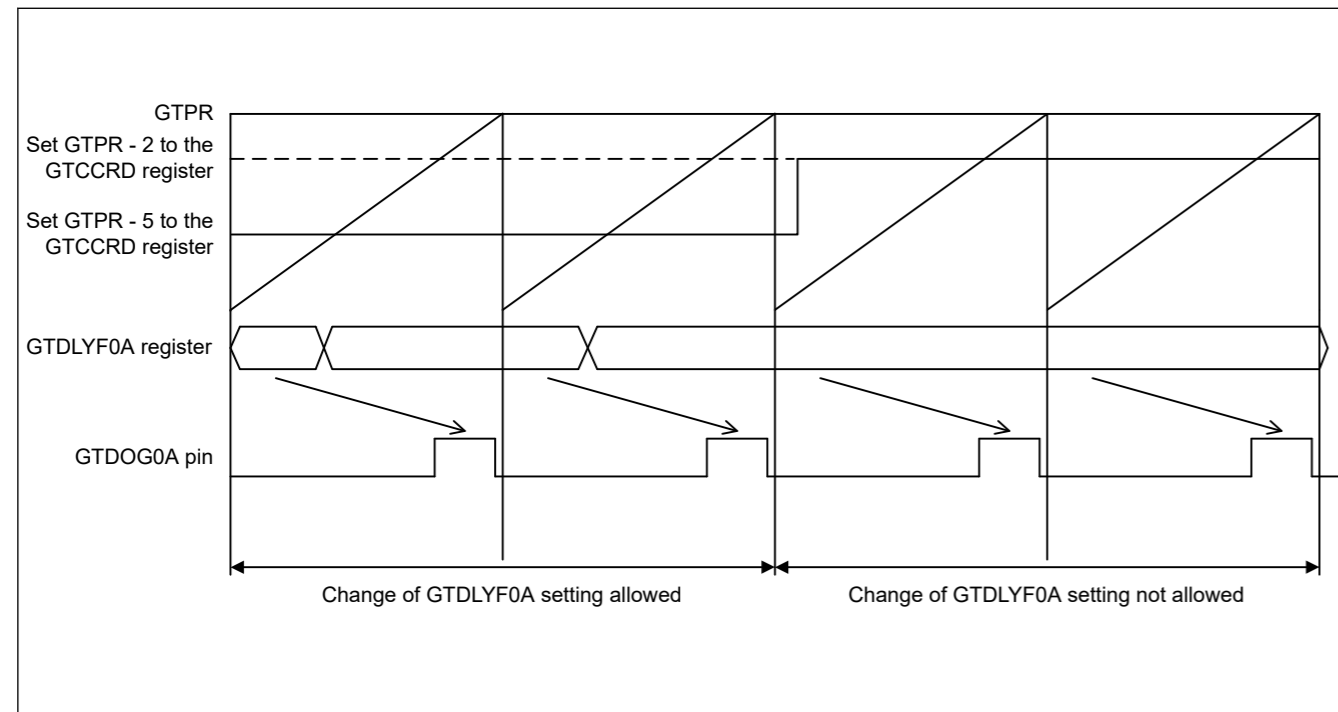 GTPR
Set GTPR - 2 to the
GTCCRD register
Set GTPR - 5 to the
GTCCRD register
GTDLYF0A register
GTDOG0A pin
Change of GTDLYF0A setting allowed
Change of GTDLYF0A setting not allowed